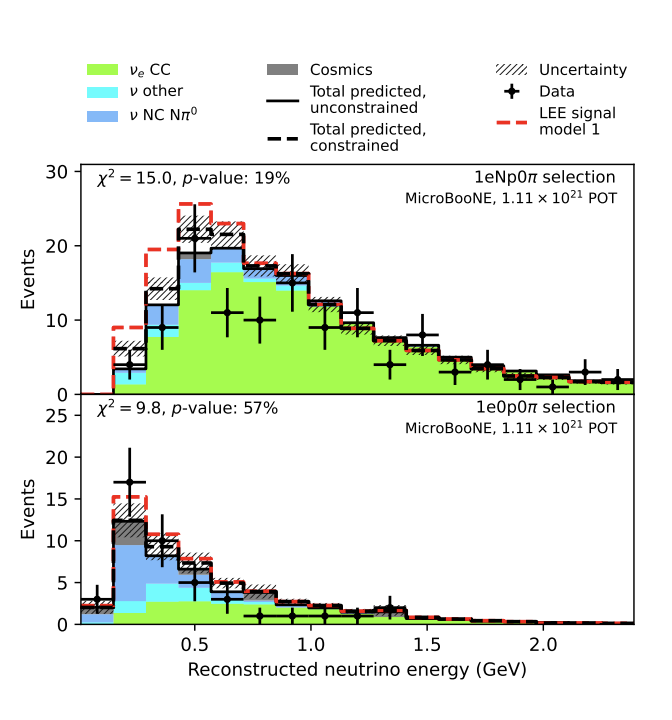 νₑ CC
ν other
ν NC Nπ⁰
Cosmics
Total predicted,
unconstrained
Total predicted,
constrained
Uncertainty
Data
LEE signal
model 1
χ² = 15.0, p-value: 19%
1eNp0π selection
MicroBooNE, 1.11 × 10²¹ POT
30
20
10
0
Events
χ² = 9.8, p-value: 57%
1e0p0π selection
MicroBooNE, 1.11 × 10²¹ POT
25
20
15
10
5
0
Events
0.5 1.0 1.5 2.0
Reconstructed neutrino energy (GeV)